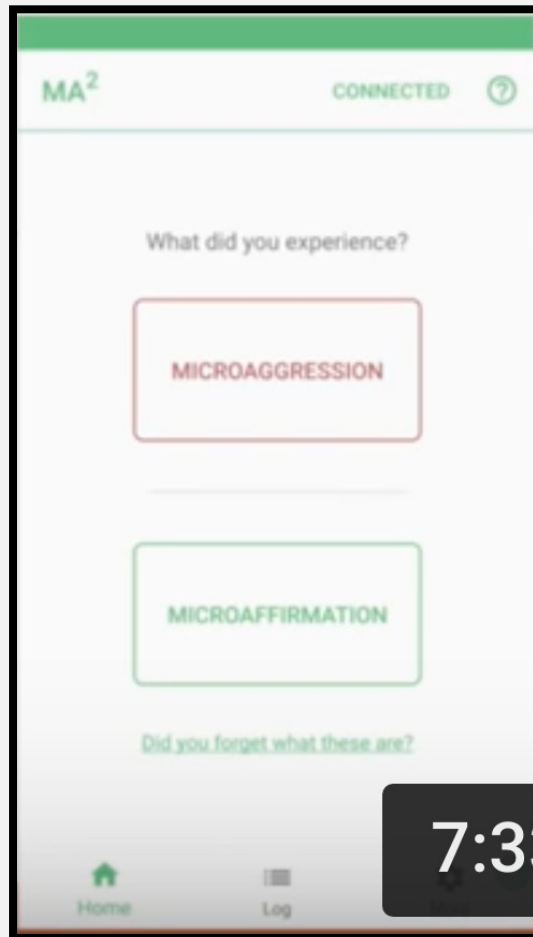 MA²
CONNECTED
What did you experience?
MICROAGGRESSION
MICROAFFIRMATION
Did you forget what these are?
7:3
Home
Log